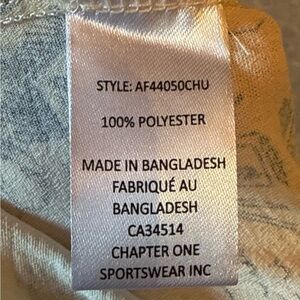 STYLE: AF44050CHU
100% POLYESTER
MADE IN BANGLADESH
FABRIQUÉ AU
BANGLADESH
CA34514
CHAPTER ONE
SPORTSWEAR INC